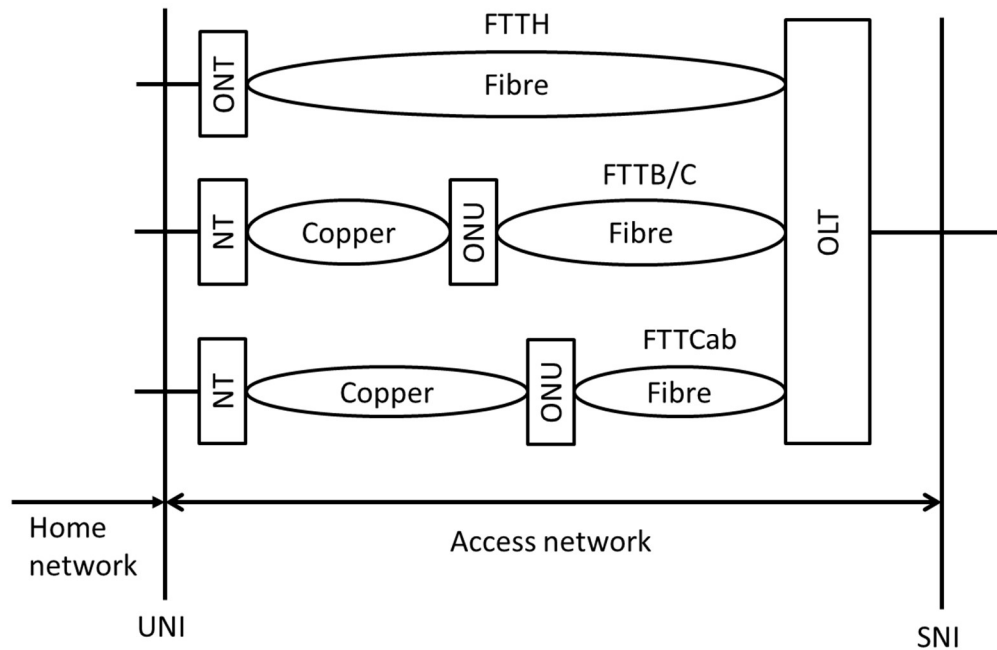 FTTH
ONT
Fibre
FTTB/C
NT
Copper
ONU
Fibre
OLT
FTTCab
NT
Copper
ONU
Fibre
Home
network
Access network
UNI
SNI